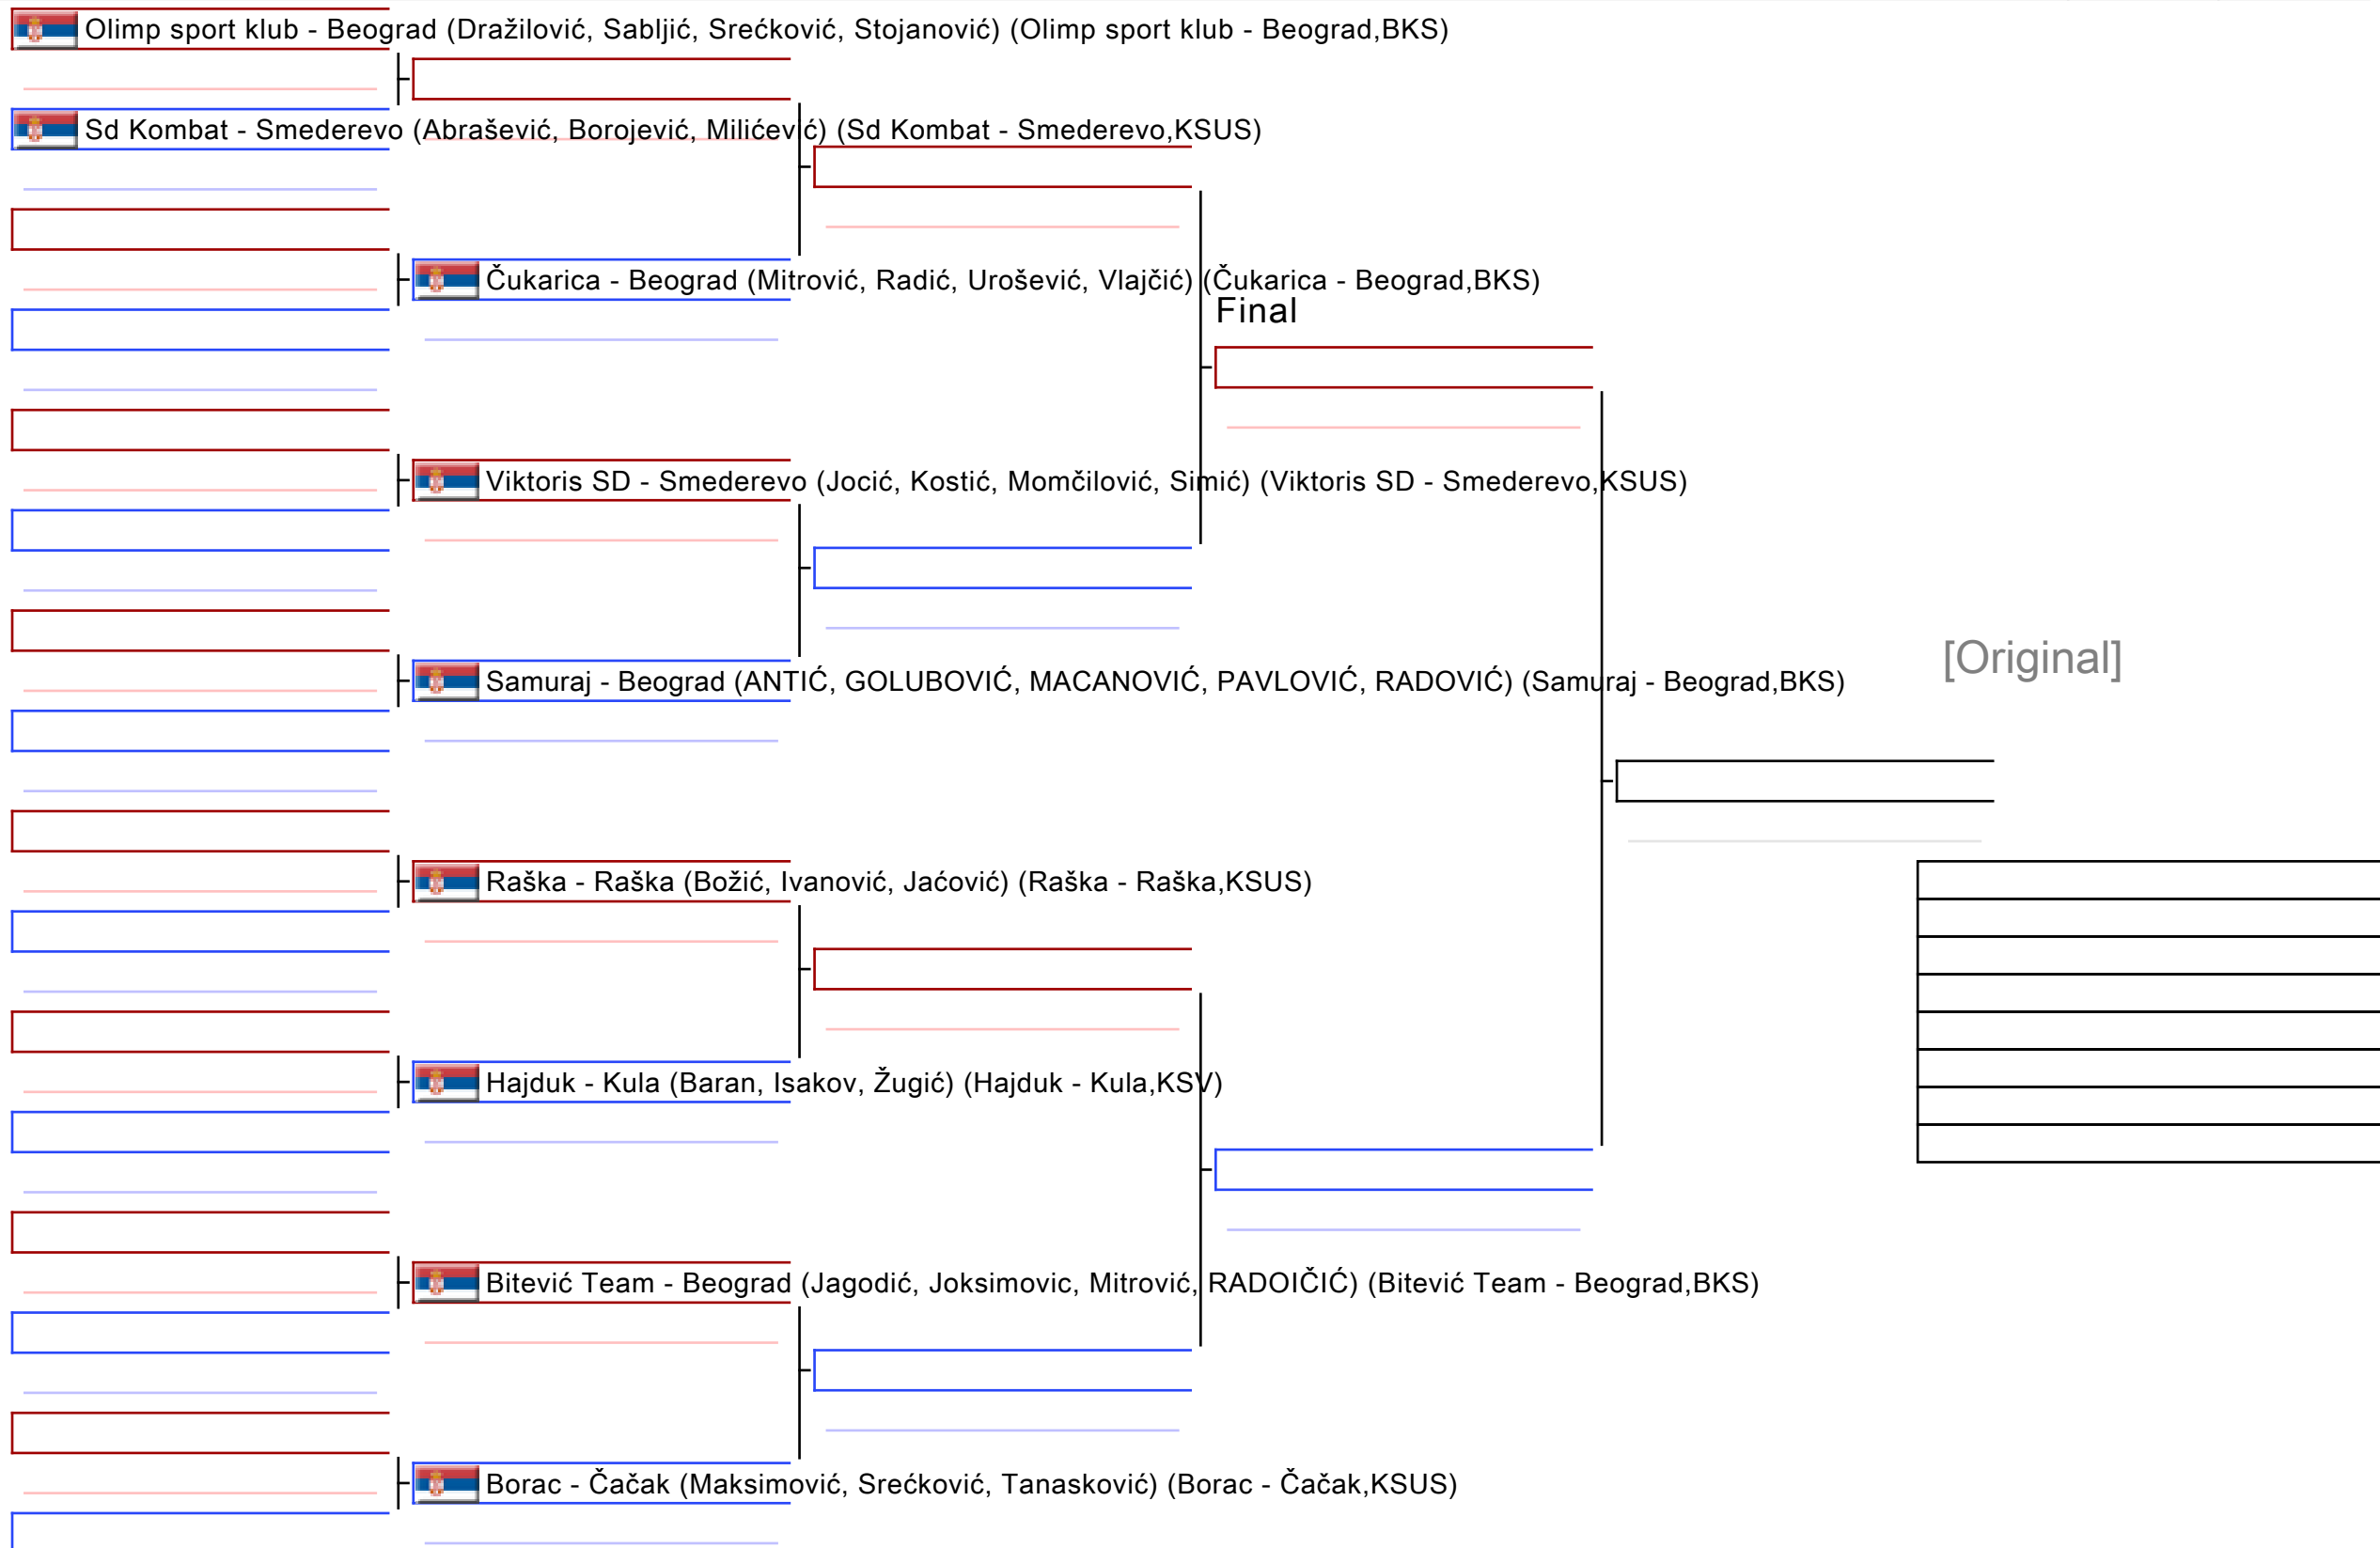 Olimp sport klub - Beograd (Dražilović, Sabljić, Srećković, Stojanović) (Olimp sport klub - Beograd,BKS)
Sd Kombat - Smederevo (Abrašević, Borojević, Milićević) (Sd Kombat - Smederevo,KSUS)
Čukarica - Beograd (Mitrović, Radić, Urošević, Vlajčić) (Čukarica - Beograd,BKS)
Final
Viktoris SD - Smederevo (Jocić, Kostić, Momčilović, Simić) (Viktoris SD - Smederevo,KSUS)
[Original]
Samuraj - Beograd (ANTIĆ, GOLUBOVIĆ, MACANOVIĆ, PAVLOVIĆ, RADOVIĆ) (Samuraj - Beograd,BKS)
Raška - Raška (Božić, Ivanović, Jaćović) (Raška - Raška,KSUS)
Hajduk - Kula (Baran, Isakov, Žugić) (Hajduk - Kula,KSV)
Bitević Team - Beograd (Jagodić, Joksimovic, Mitrović, RADOIČIĆ) (Bitević Team - Beograd,BKS)
Borac - Čačak (Maksimović, Srećković, Tanasković) (Borac - Čačak,KSUS)